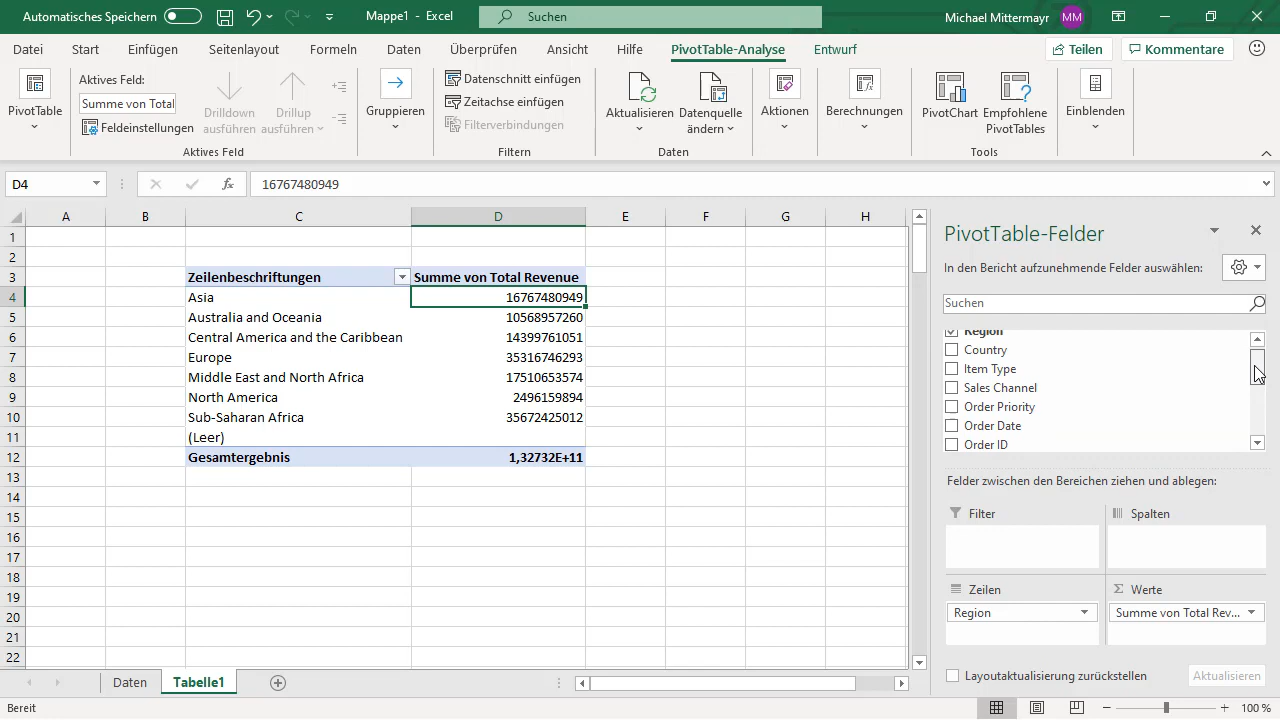 Automatisches Speichern
Mappe1 - Excel
Suchen
Michael Mittermayr
MM
Datei Start Einfügen Seitenlayout Formeln Daten Überprüfen Ansicht Hilfe PivotTable-Analyse Entwurf
Teilen
Kommentare
PivotTable
Aktives Feld:
Summe von Total
Feldeinstellungen
Drilldown ausführen
Drillup ausführen
Aktives Feld
Gruppieren
Datenschnitt einfügen
Zeitachse einfügen
Filterverbindungen
Filtern
Aktualisieren
Datenquelle ändern
Daten
Aktionen
Berechnungen
PivotChart
Empfohlene PivotTables
Tools
Einblenden
D4
fx
16767480949
A B C D E F G H
1
2
3 Zeilenbeschriftungen Summe von Total Revenue
4 Asia 16767480949
5 Australia and Oceania 10568957260
6 Central America and the Caribbean 14399761051
7 Europe 35316746293
8 Middle East and North Africa 17510653574
9 North America 2496159894
10 Sub-Saharan Africa 35672425012
11 (Leer)
12 Gesamtergebnis 1,32732E+11
13
14
15
16
17
18
19
20
21
22
PivotTable-Felder
In den Bericht aufzunehmende Felder auswählen:
Suchen
Region
Country
Item Type
Sales Channel
Order Priority
Order Date
Order ID
Felder zwischen den Bereichen ziehen und ablegen:
Filter
Spalten
Zeilen
Σ Werte
Region
Summe von Total Rev...
Layoutaktualisierung zurückstellen
Aktualisieren
Daten
Tabelle1
Bereit
100 %